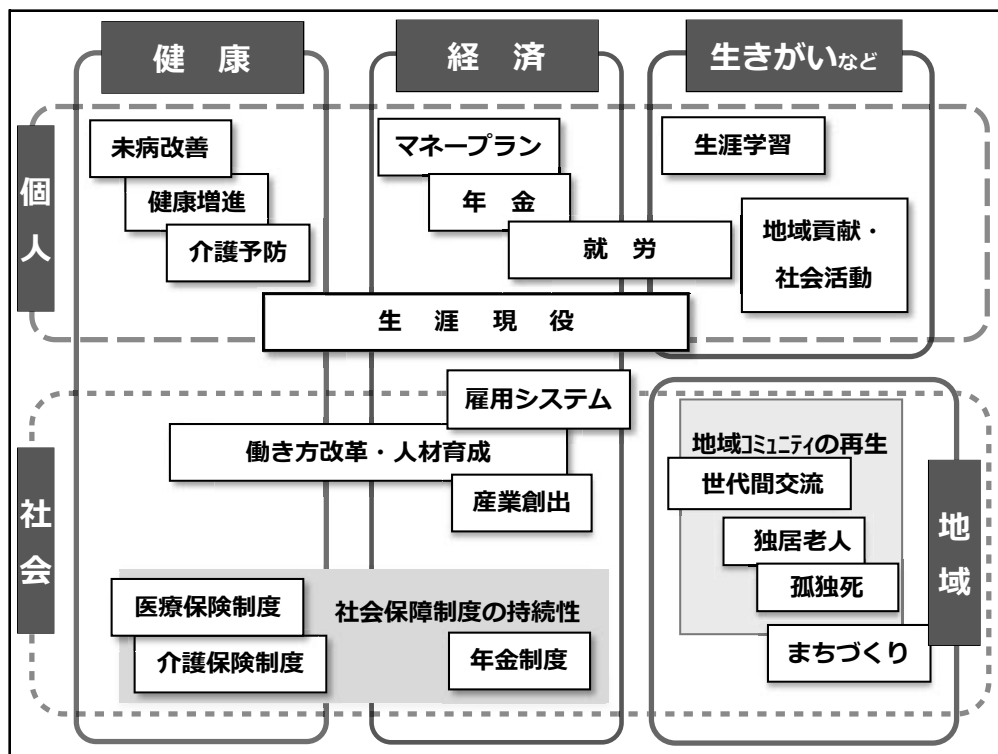 健 康
経 済
生きがいなど
個人
未病改善
健康増進
介護予防
マネープラン
年 金
就 労
生涯学習
地域貢献・
社会活動
生 涯 現 役
社会
雇用システム
働き方改革・人材育成
産業創出
医療保険制度
社会保障制度の持続性
介護保険制度
年金制度
地域ｺﾐｭﾆﾃｨの再生
世代間交流
独居老人
孤独死
まちづくり
地域